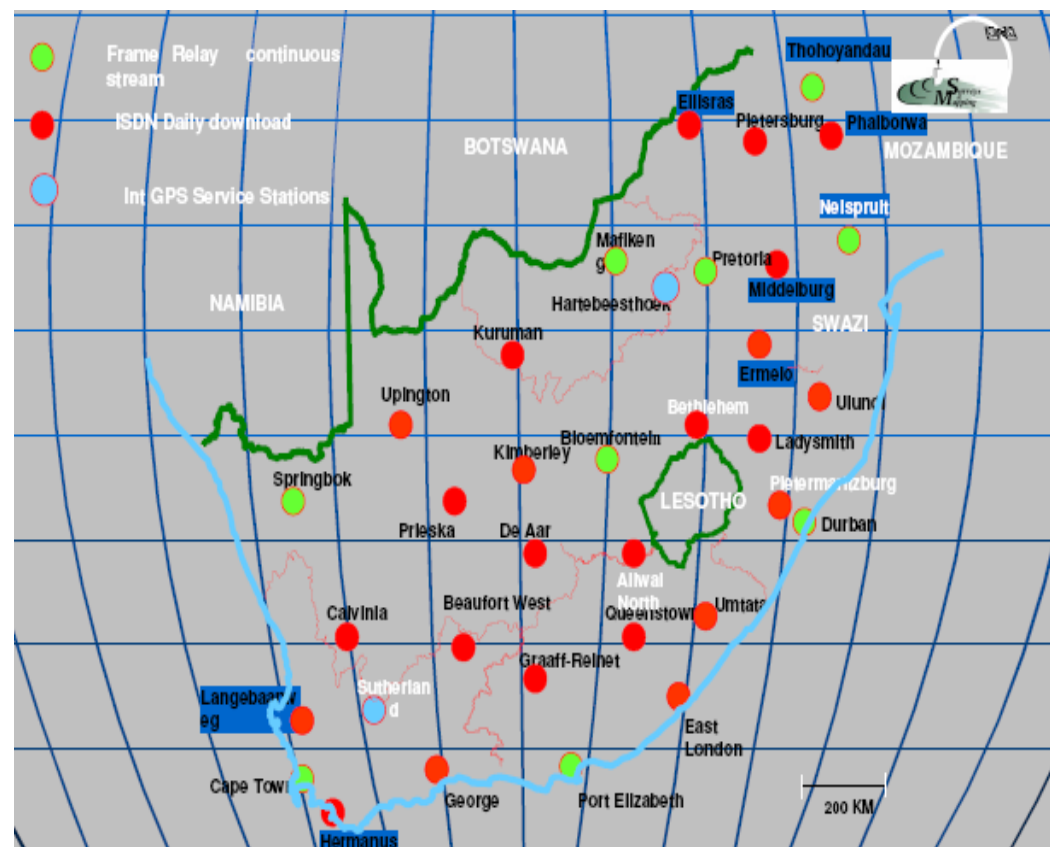 Frame Relay continuous
stream
ISDN Daily download
Int GPS Service Stations
Thohoyandau
Surveys
Mapping
Ellisras
Pietersburg
Phalborwa
BOTSWANA
MOZAMBIQUE
Nelspruit
Mafiken
g
Pretoria
Hartebeesthoek
Middelburg
NAMIBIA
SWAZI
Kuruman
Ermelo
Upington
Ulundi
Bethlehem
Bloemfontein
Ladysmith
Kimberley
Springbok
Pietermaritzburg
LESOTHO
Prieska
De Aar
Durban
Aliwal
North
Beaufort West
Calvinia
Queenstown
Umtata
Graaff-Reinet
Sutherlan
d
Langebaanw
eg
East
London
Cape Town
George
Port Elizabeth
200 KM
Hermanus